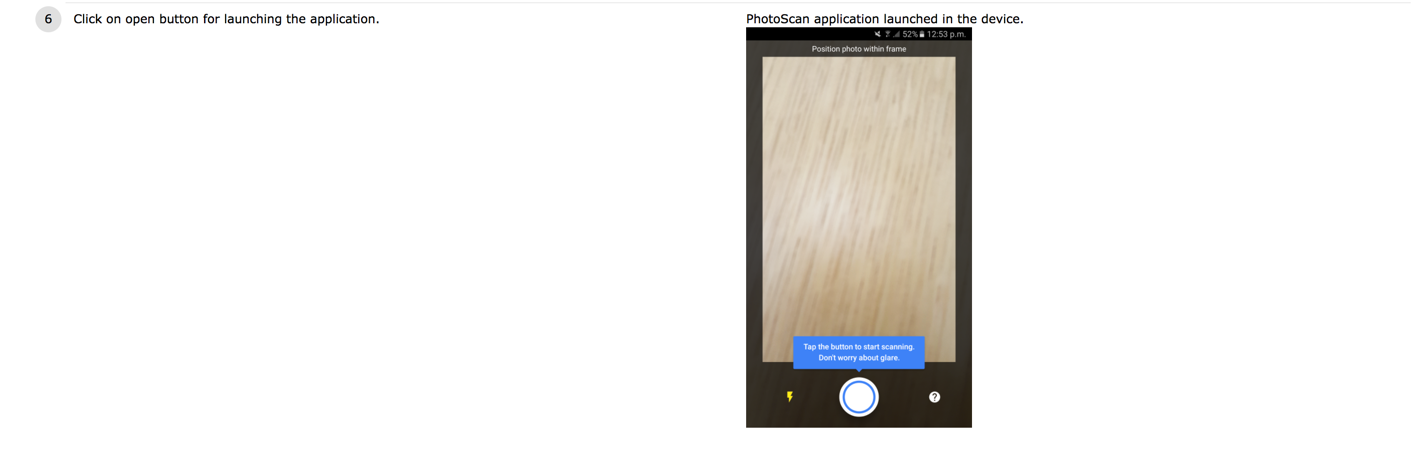 6
Click on open button for launching the application.
PhotoScan application launched in the device.
52% 12:53 p.m.
Position photo within frame
Tap the button to start scanning.
Don't worry about glare.
?